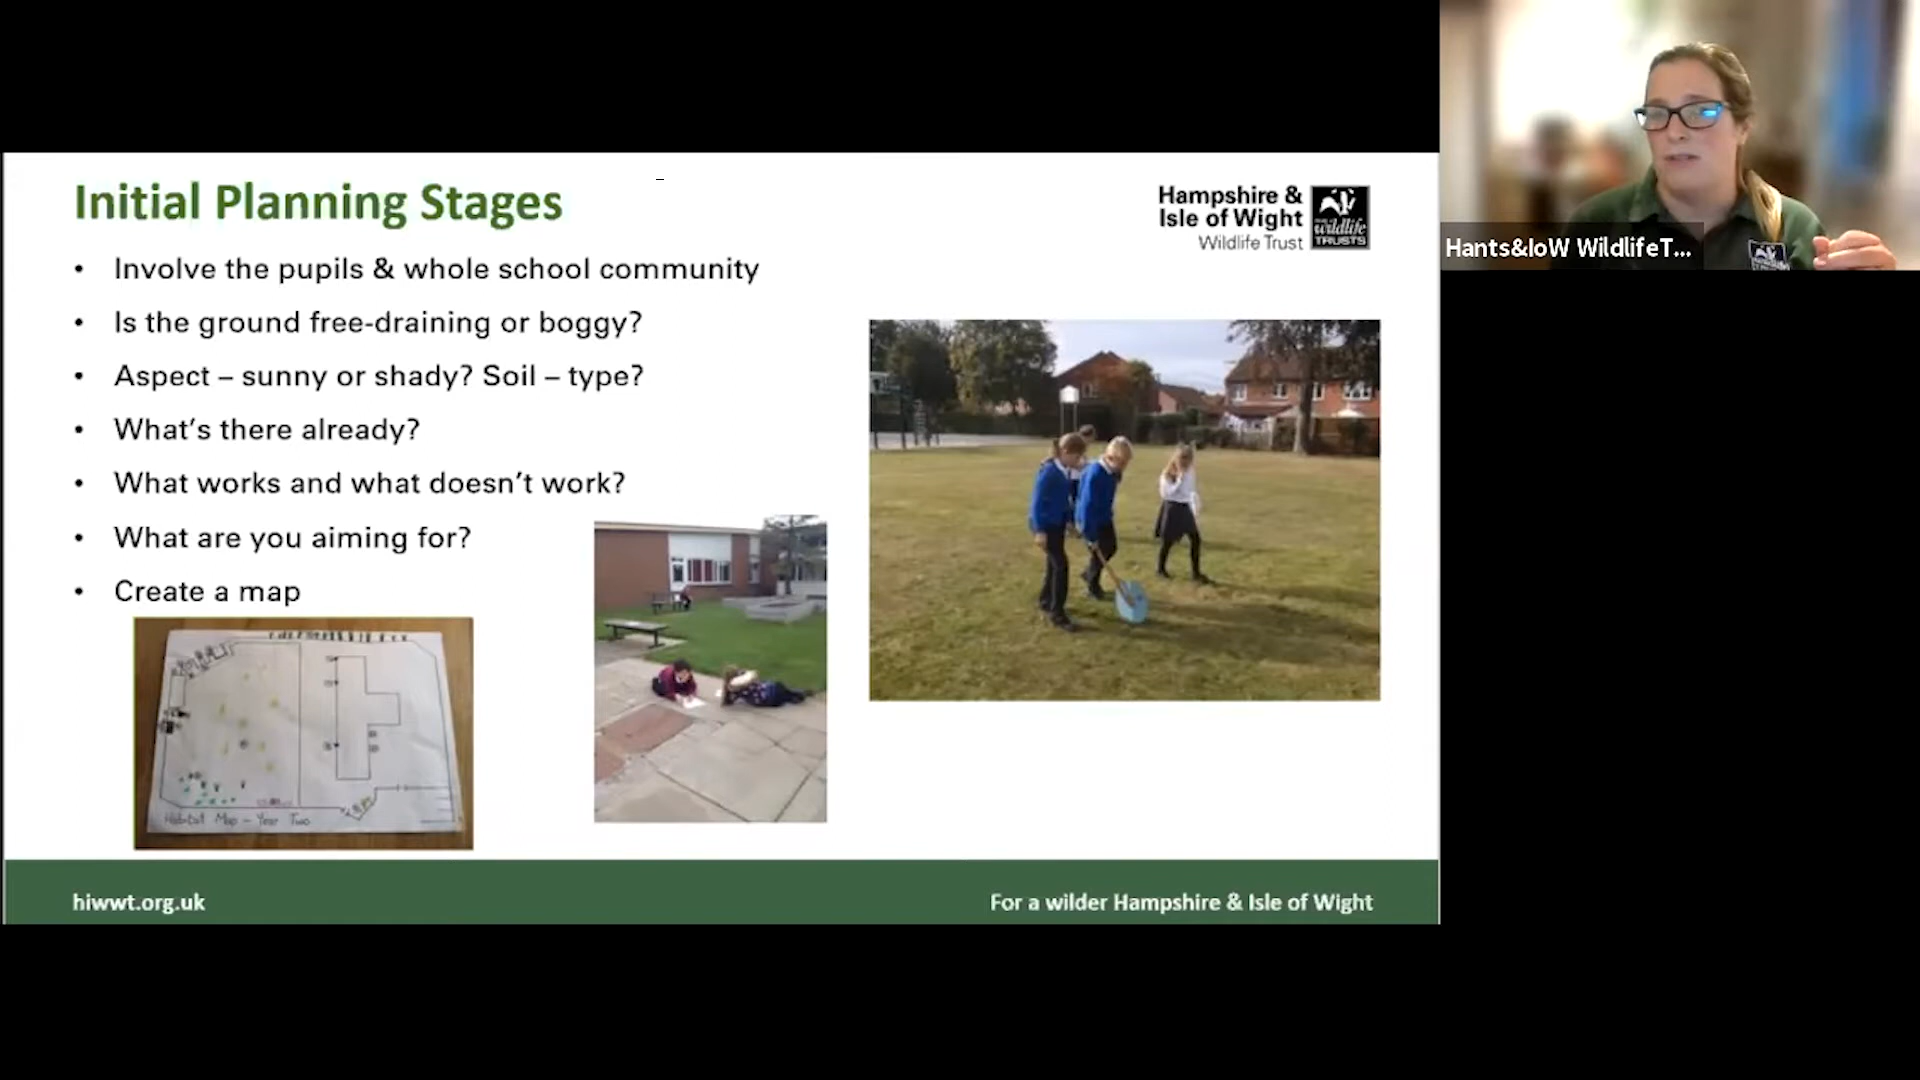 Initial Planning Stages
Hampshire &
Isle of Wight
Wildlife Trust
wildlife
TRUSTS
• Involve the pupils & whole school community
• Is the ground free-draining or boggy?
• Aspect – sunny or shady? Soil – type?
• What's there already?
• What works and what doesn't work?
• What are you aiming for?
• Create a map
Habitat Map - Year Two
hiwwt.org.uk
For a wilder Hampshire & Isle of Wight
Hants&IoW WildlifeT...